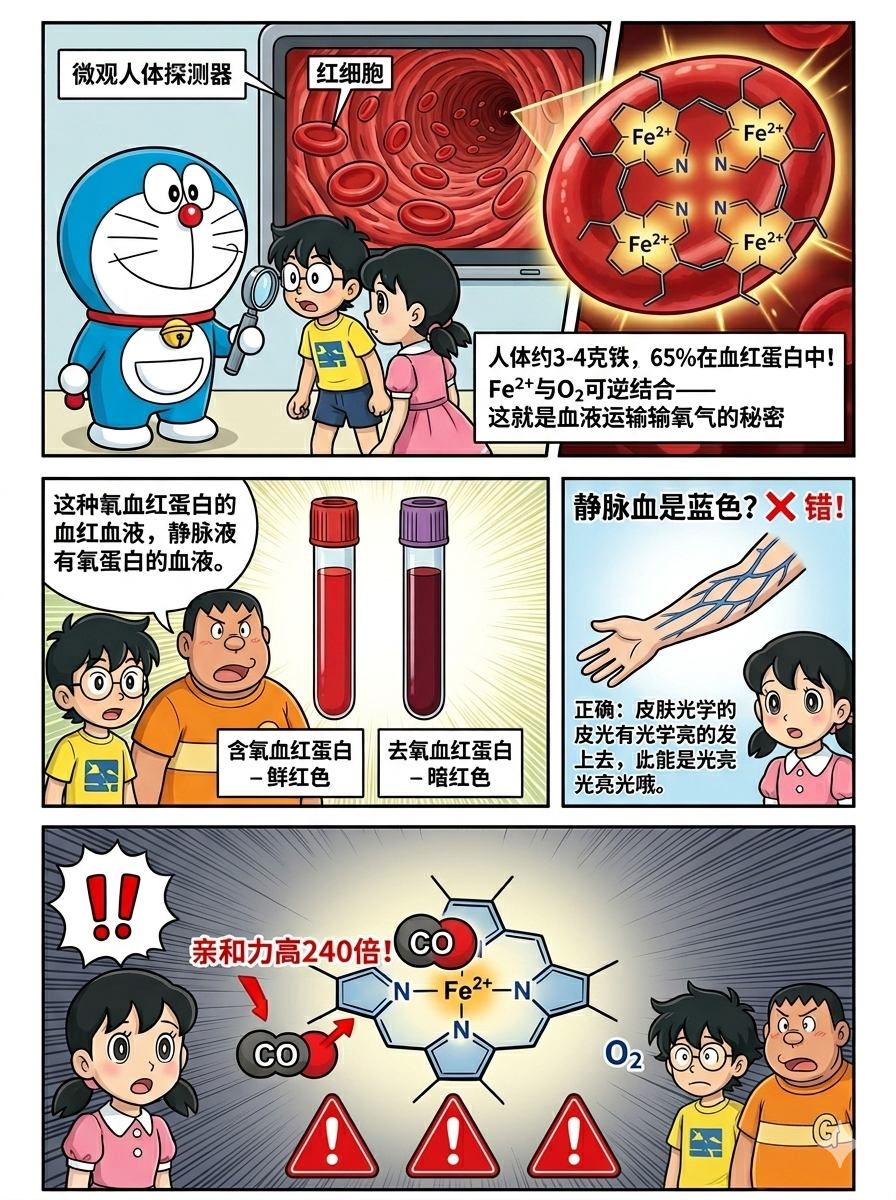 微观人体探测器
红细胞
Fe²⁺
Fe²⁺
N
N
N
N
Fe²⁺
Fe²⁺
人体约3-4克铁，65%在血红蛋白中！
Fe²⁺与O₂可逆结合——
这就是血液运输输氧气的秘密
这种氧血红蛋白的
血红血液，静脉液
有氧蛋白的血液。
含氧血红蛋白
– 鲜红色
去氧血红蛋白
– 暗红色
静脉血是蓝色？❌ 错！
正确：皮肤光学的
皮光有光学亮的发
上去，此能是光亮
光亮光哦。
!!
亲和力高240倍！
CO
N
Fe²⁺
N
N
CO
O₂
!
!
!
G